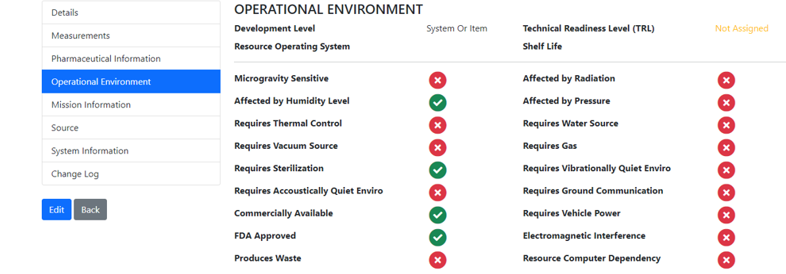 Details
Measurements
Pharmaceutical Information
Operational Environment
Mission Information
Source
System Information
Change Log
Edit Back
OPERATIONAL ENVIRONMENT
Development Level System Or Item Technical Readiness Level (TRL) Not Assigned
Resource Operating System Shelf Life
Microgravity Sensitive Affected by Radiation
Affected by Humidity Level Affected by Pressure
Requires Thermal Control Requires Water Source
Requires Vacuum Source Requires Gas
Requires Sterilization Requires Vibrationally Quiet Enviro
Requires Accoustically Quiet Enviro Requires Ground Communication
Commercially Available Requires Vehicle Power
FDA Approved Electromagnetic Interference
Produces Waste Resource Computer Dependency